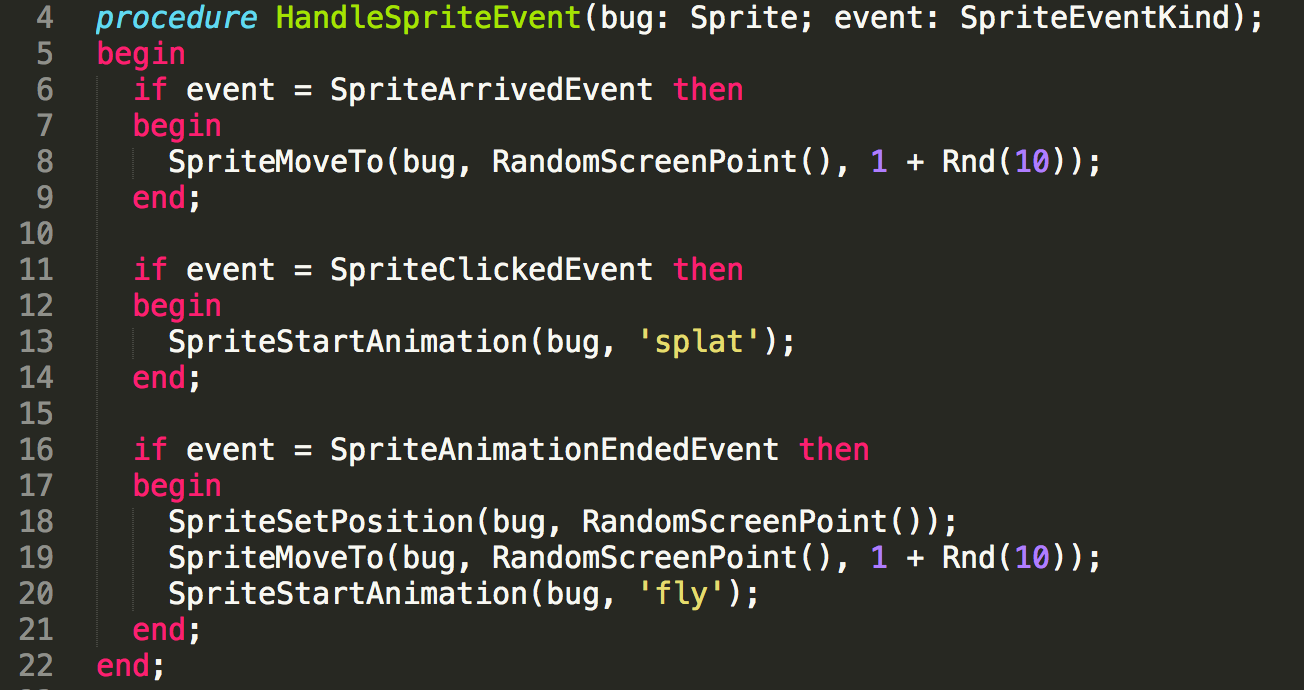 4 procedure HandleSpriteEvent(bug: Sprite; event: SpriteEventKind);
5 begin
6   if event = SpriteArrivedEvent then
7   begin
8     SpriteMoveTo(bug, RandomScreenPoint(), 1 + Rnd(10));
9   end;
10
11   if event = SpriteClickedEvent then
12   begin
13     SpriteStartAnimation(bug, 'splat');
14   end;
15
16   if event = SpriteAnimationEndedEvent then
17   begin
18     SpriteSetPosition(bug, RandomScreenPoint());
19     SpriteMoveTo(bug, RandomScreenPoint(), 1 + Rnd(10));
20     SpriteStartAnimation(bug, 'fly');
21   end;
22 end;